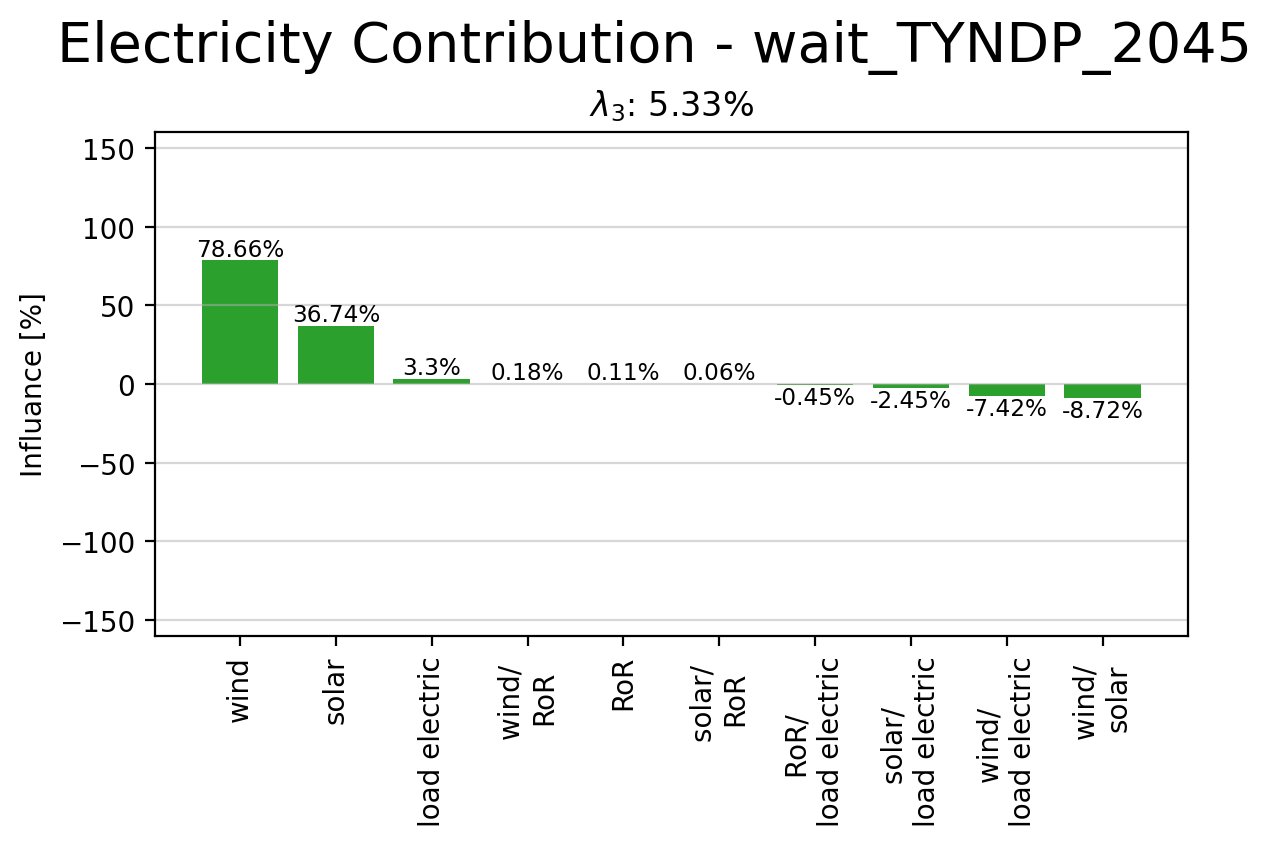 Electricity Contribution - wait_TYNDP_2045
λ₃: 5.33%
Influance [%]
150
100
50
0
−50
−100
−150
78.66%
36.74%
3.3%
0.18%
0.11%
0.06%
-0.45%
-2.45%
-7.42%
-8.72%
wind
solar
load electric
wind/
RoR
RoR
solar/
RoR
RoR/
load electric
solar/
load electric
wind/
load electric
wind/
solar